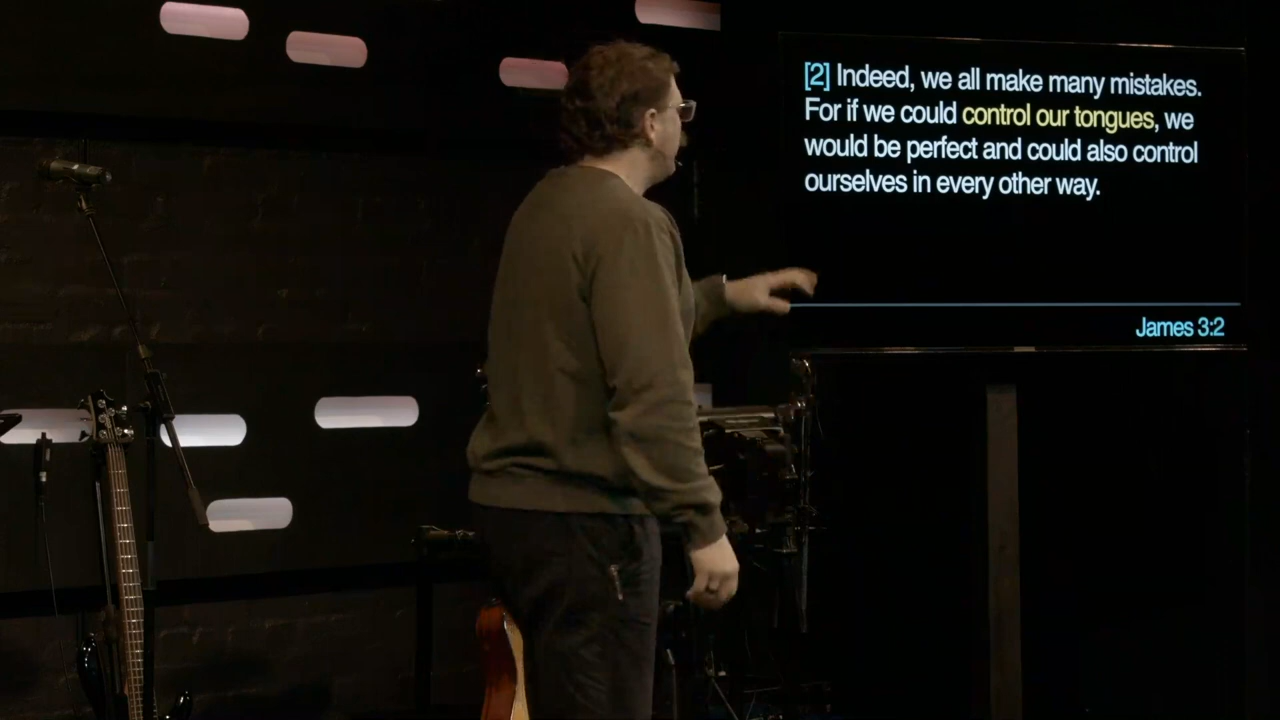 [2] Indeed, we all make many mistakes.
For if we could control our tongues, we
would be perfect and could also control
ourselves in every other way.
James 3:2